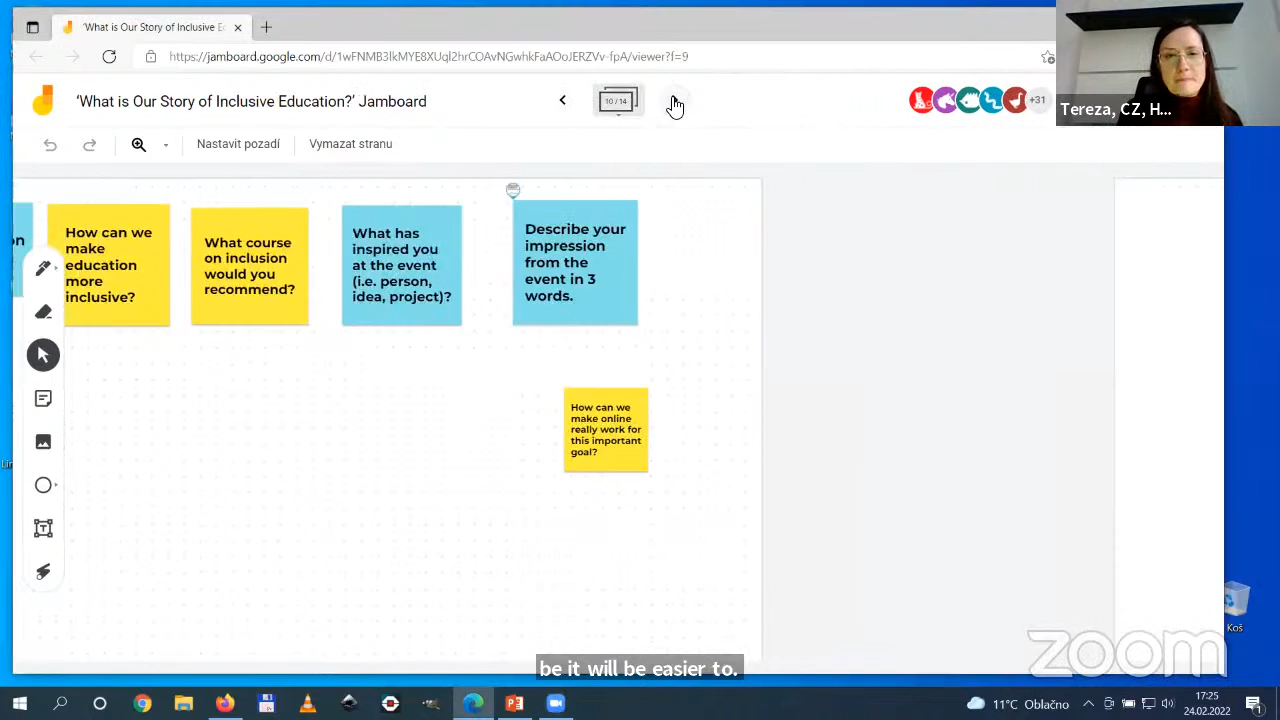 'What is Our Story of Inclusive Ec
https://jamboard.google.com/d/1wFNMB3lkMYE8XUql2hrCOAvNGwhkFaAOoJERZVv-fpA/viewer?f=9
'What is Our Story of Inclusive Education?' Jamboard
10 / 14
+31
Tereza, CZ, H...
Nastavit pozadí
Vymazat stranu
on
How can we
make
education
more
inclusive?
What course
on inclusion
would you
recommend?
What has
inspired you
at the event
(i.e. person,
idea, project)?
Describe your
impression
from the
event in 3
words.
How can we
make online
really work for
this important
goal?
Lin
Koš
zoom
be it will be easier to.
11°C Oblačno
17:25
24.02.2022
1